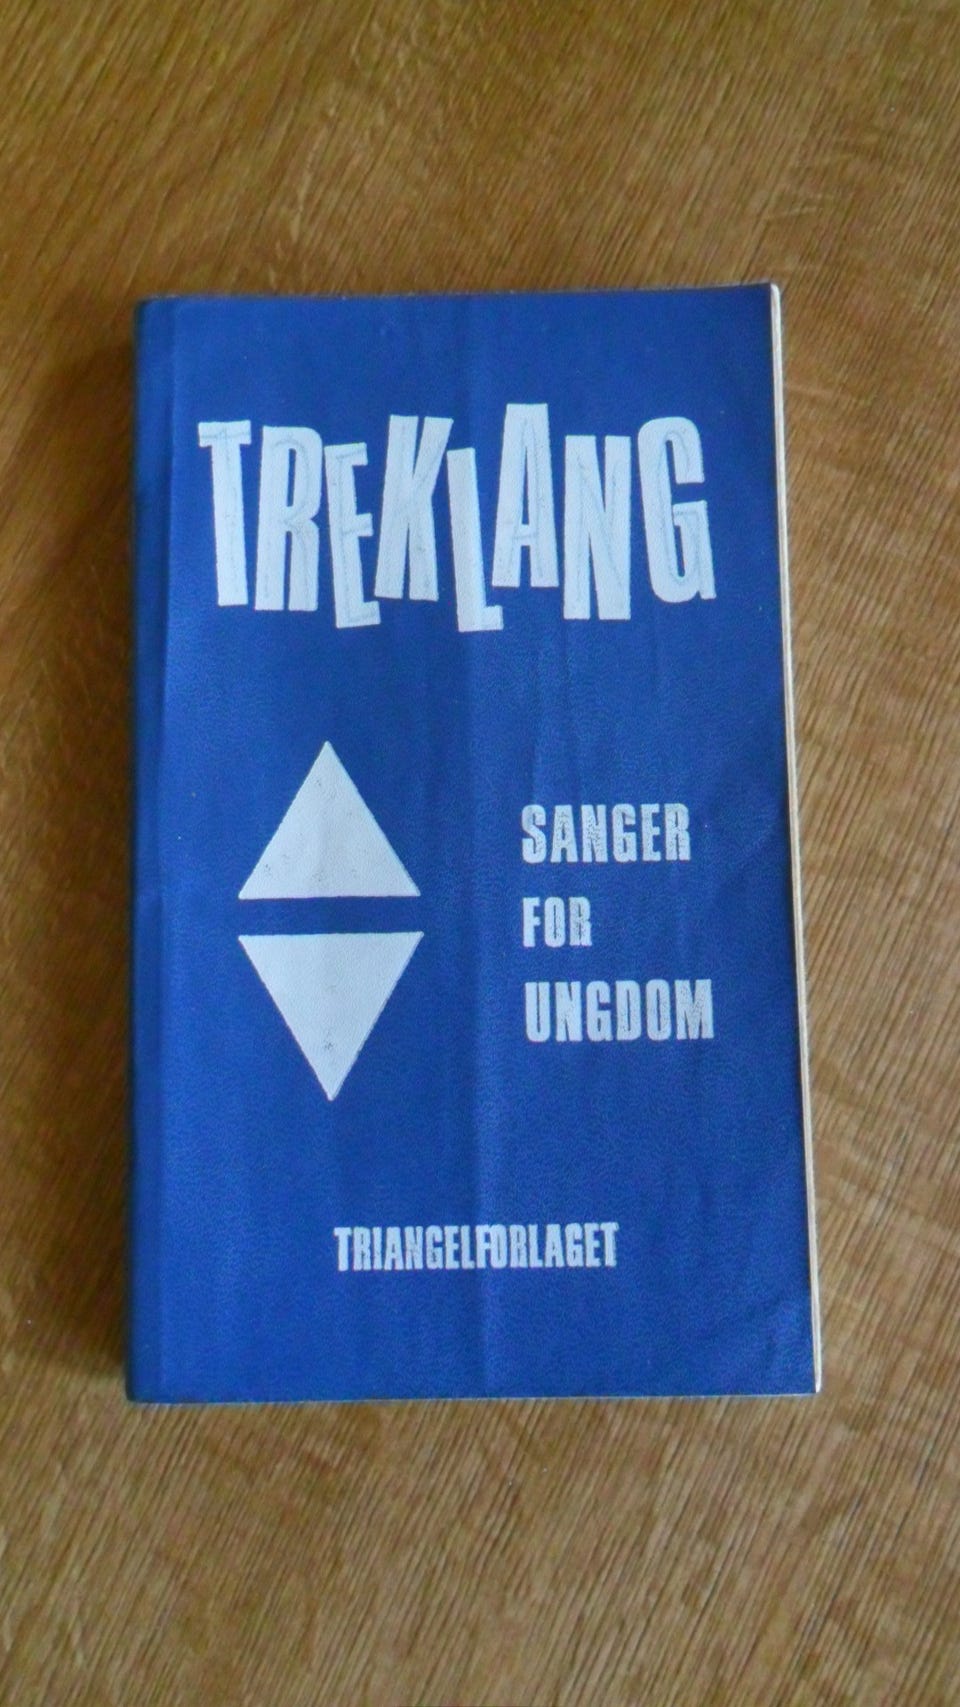 TREKLANG
SANGER
FOR
UNGDOM
TRIANGELFORLAGET